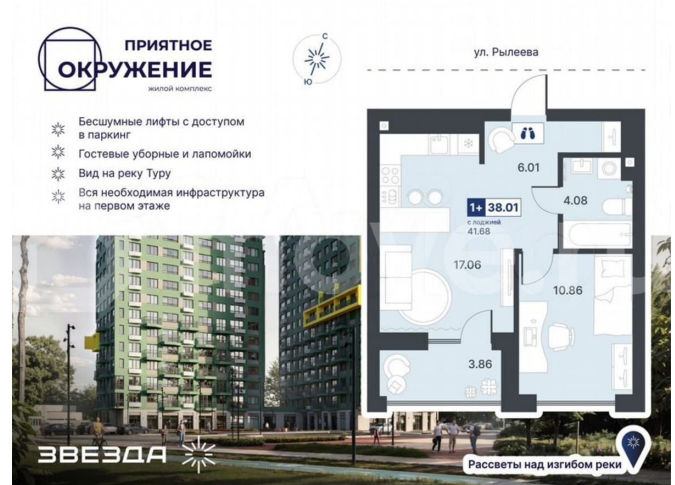 ПРИЯТНОЕ
ОКРУЖЕНИЕ
ЖИЛОЙ КОМПЛЕКС
С
Ю
ул. Рылеева
Бесшумные лифты с доступом
в паркинг
Гостевые уборные и лапомойки
Вид на реку Туру
Вся необходимая инфраструктура
на первом этаже
6.01
4.08
1+ 38.01
с лоджией
41.68
17.06
10.86
3.86
ЗВЕЗДА
Рассветы над изгибом реки